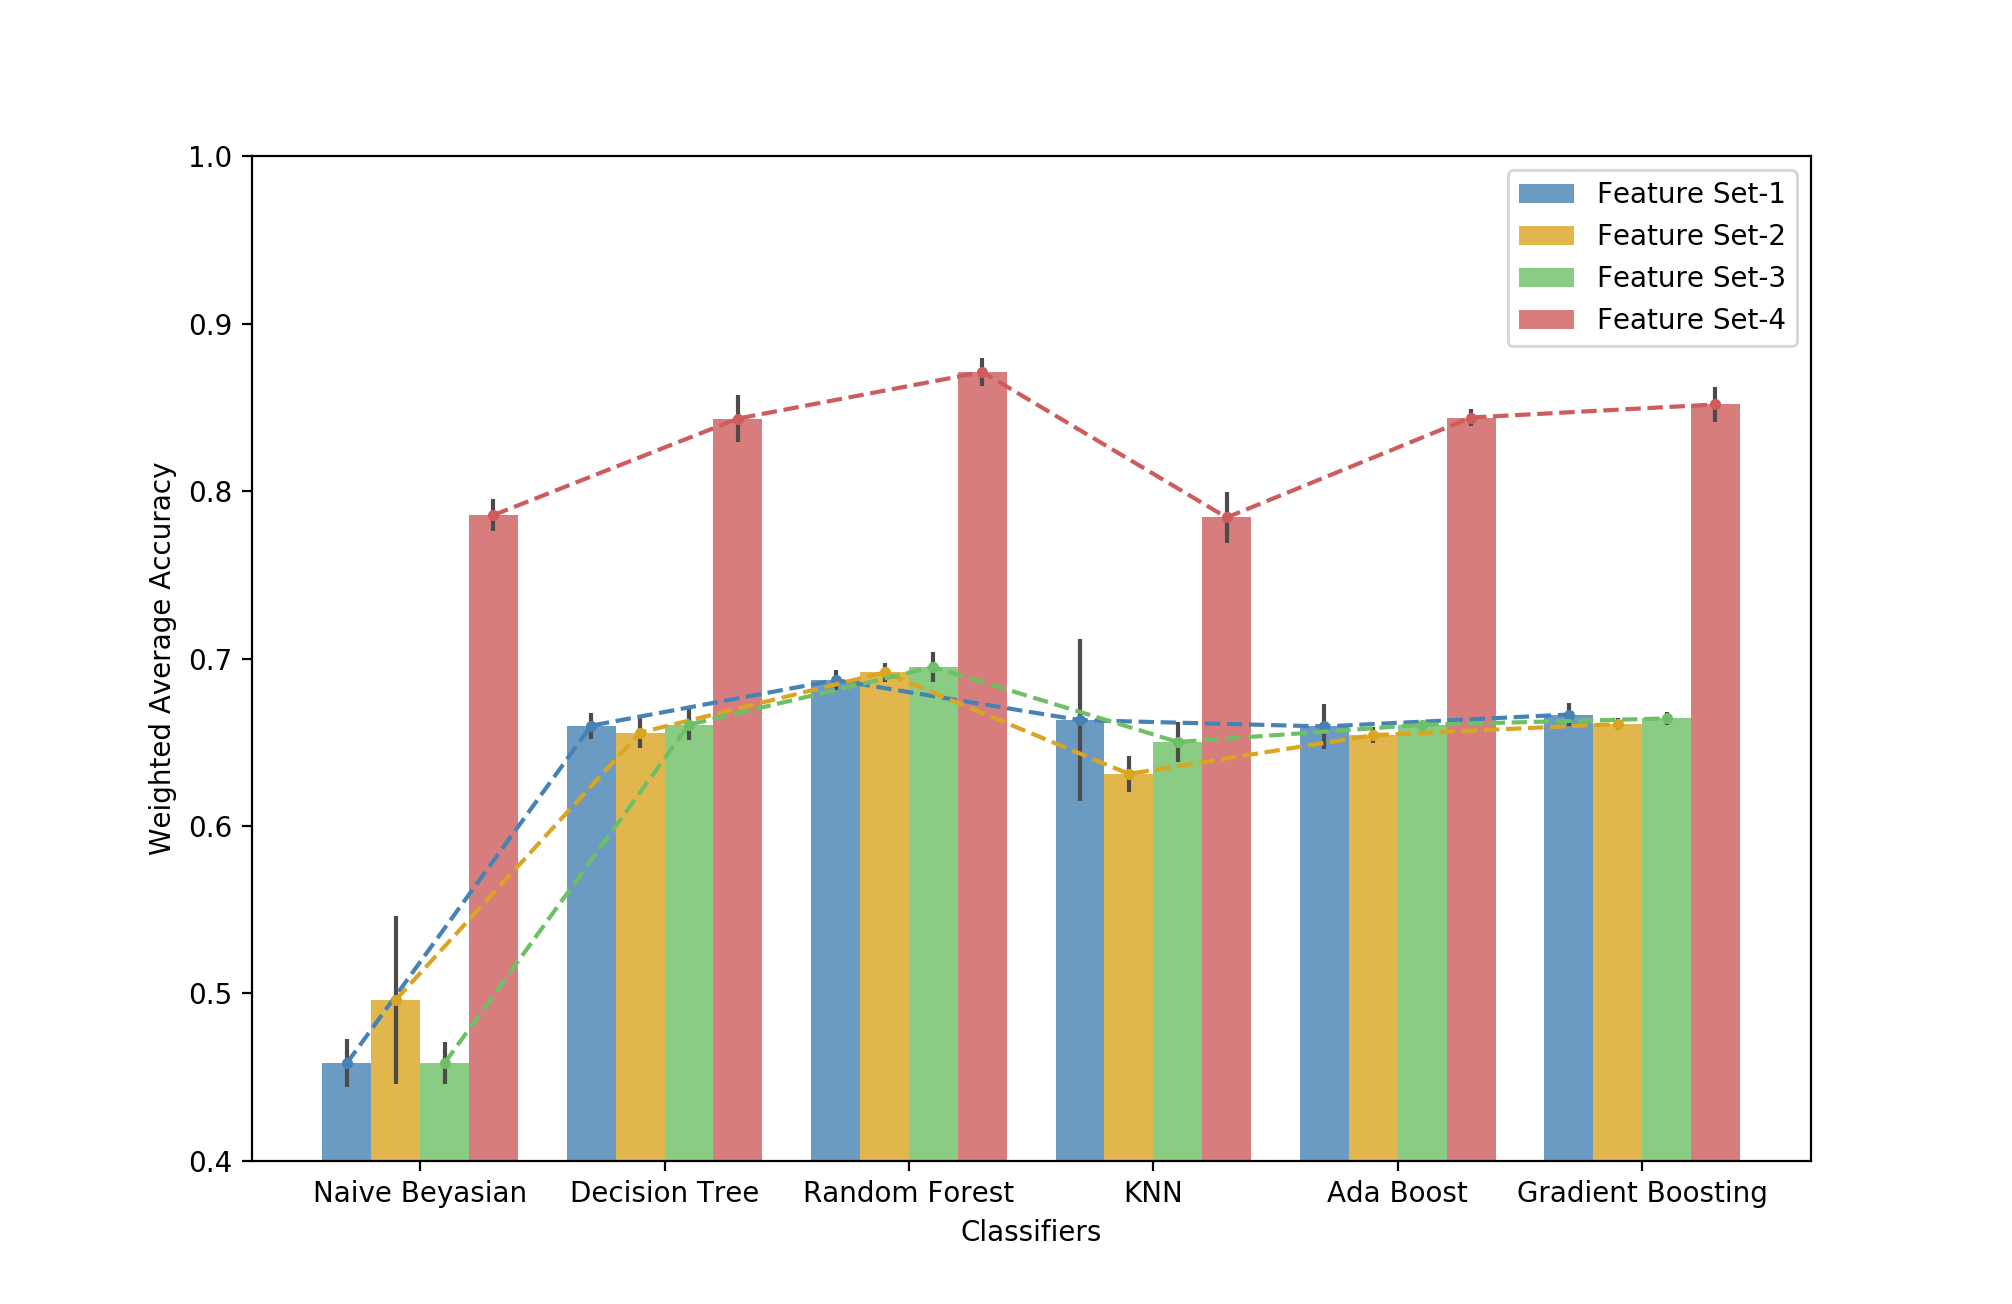 1.0
0.9
0.8
0.7
0.6
0.5
0.4
Weighted Average Accuracy
Feature Set-1
Feature Set-2
Feature Set-3
Feature Set-4
Naive Beyasian Decision Tree Random Forest KNN Ada Boost Gradient Boosting
Classifiers